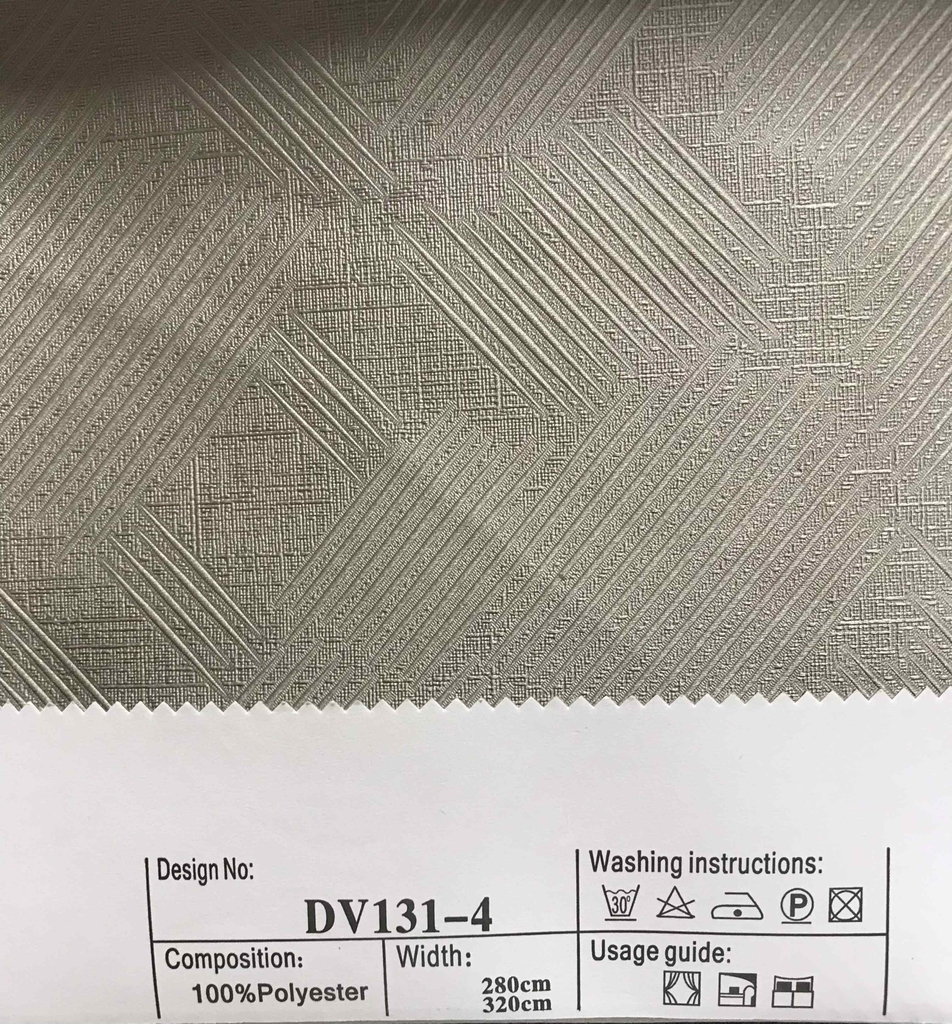 Design No:
DV131-4
Washing instructions:
30°
P
Composition:
100%Polyester
Width:
280cm
320cm
Usage guide: